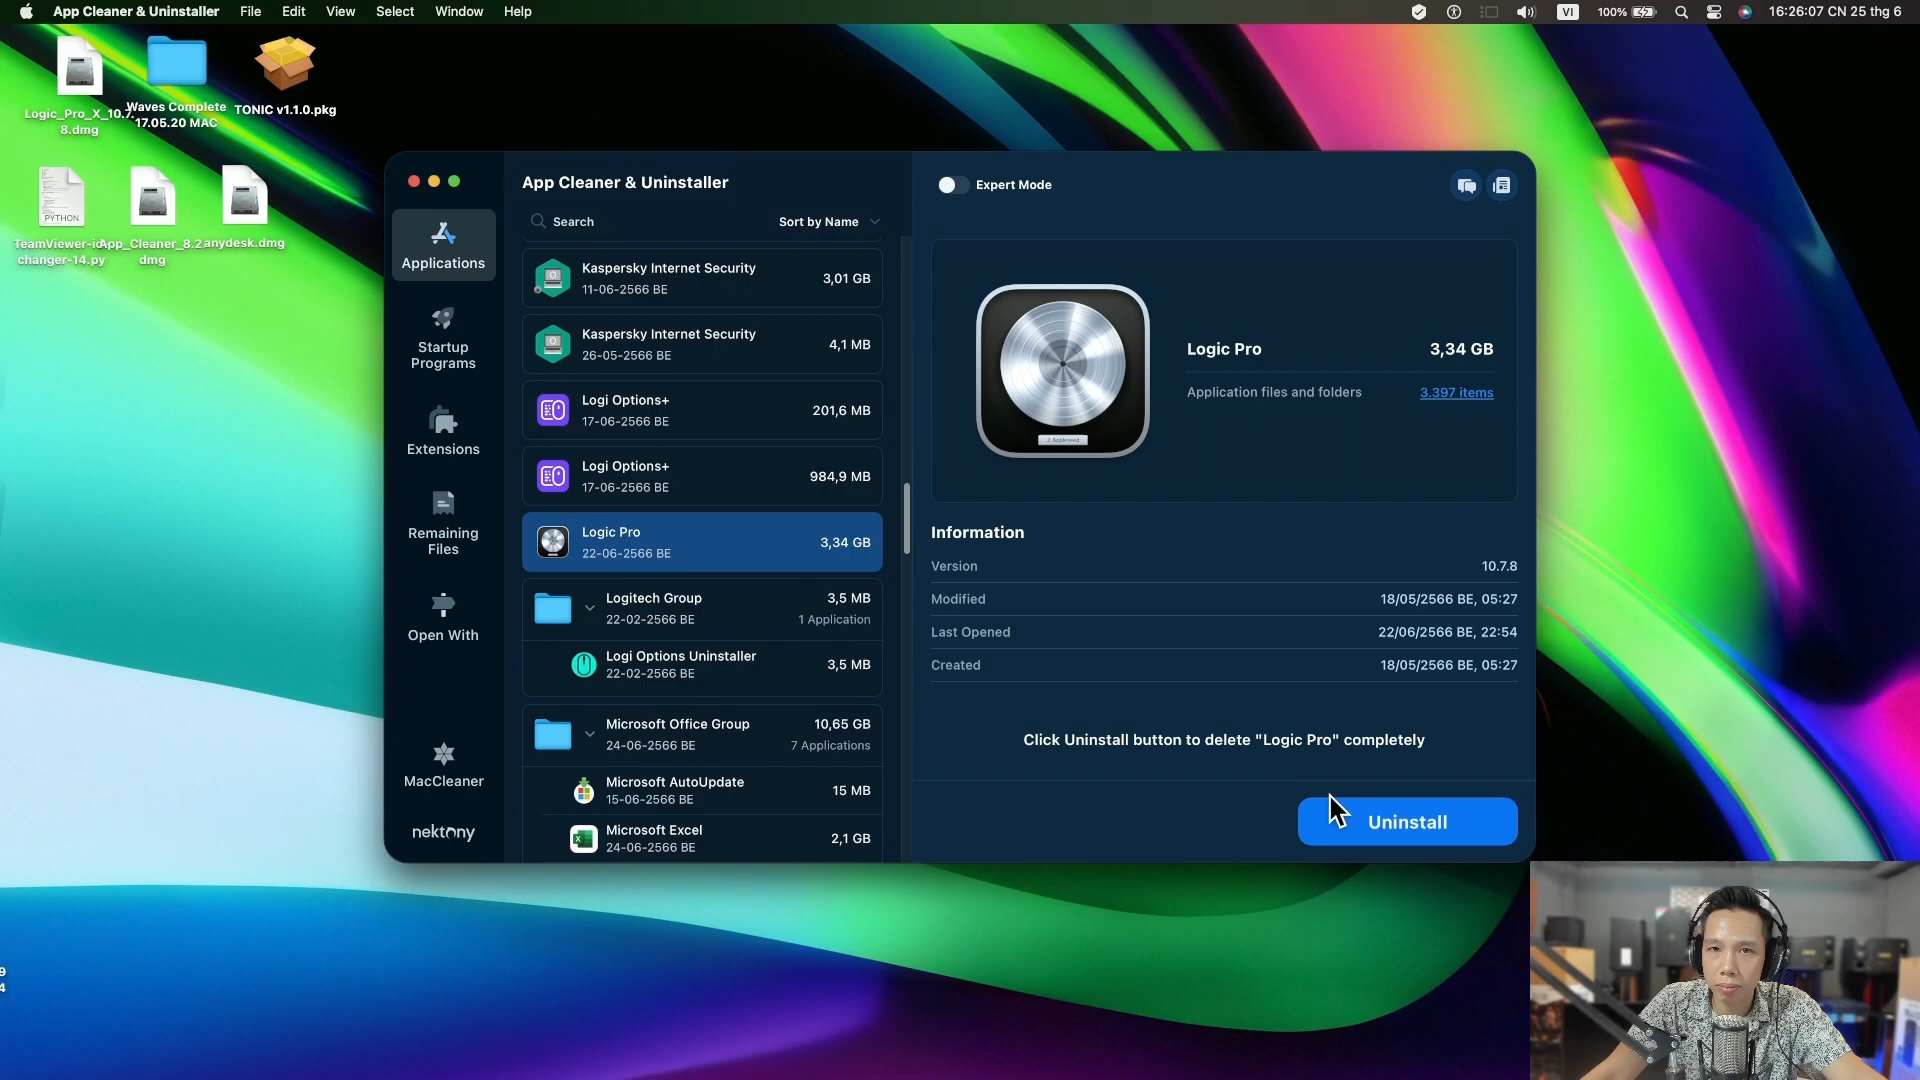 App Cleaner & Uninstaller File Edit View Select Window Help
VI 100% 16:26:07 CN 25 thg 6
Logic_Pro_X_10.7.
8.dmg
Waves Complete
17.05.20 MAC
TONIC v1.1.0.pkg
PYTHON
TeamViewer-id
changer-14.py
App_Cleaner_8.2.
dmg
anydesk.dmg
9
4
Applications
Startup
Programs
Extensions
Remaining
Files
Open With
MacCleaner
nektony
App Cleaner & Uninstaller
Search Sort by Name
Kaspersky Internet Security
11-06-2566 BE
3,01 GB
Kaspersky Internet Security
26-05-2566 BE
4,1 MB
Logi Options+
17-06-2566 BE
201,6 MB
Logi Options+
17-06-2566 BE
984,9 MB
Logic Pro
22-06-2566 BE
3,34 GB
Logitech Group 3,5 MB
22-02-2566 BE 1 Application
Logi Options Uninstaller
22-02-2566 BE
3,5 MB
Microsoft Office Group 10,65 GB
24-06-2566 BE 7 Applications
Microsoft AutoUpdate
15-06-2566 BE
15 MB
Microsoft Excel
24-06-2566 BE
2,1 GB
Expert Mode
Logic Pro 3,34 GB
Application files and folders 3.397 items
Information
Version 10.7.8
Modified 18/05/2566 BE, 05:27
Last Opened 22/06/2566 BE, 22:54
Created 18/05/2566 BE, 05:27
Click Uninstall button to delete "Logic Pro" completely
Uninstall